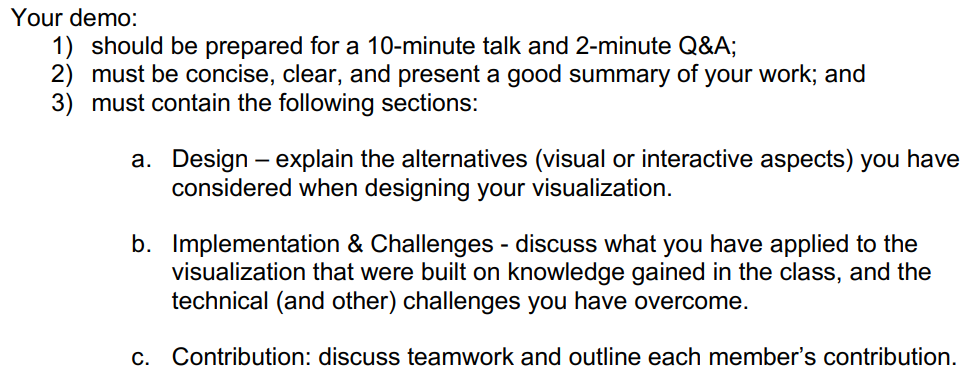 Your demo:
1) should be prepared for a 10-minute talk and 2-minute Q&A;
2) must be concise, clear, and present a good summary of your work; and
3) must contain the following sections:
a. Design – explain the alternatives (visual or interactive aspects) you have
considered when designing your visualization.
b. Implementation & Challenges - discuss what you have applied to the
visualization that were built on knowledge gained in the class, and the
technical (and other) challenges you have overcome.
c. Contribution: discuss teamwork and outline each member’s contribution.